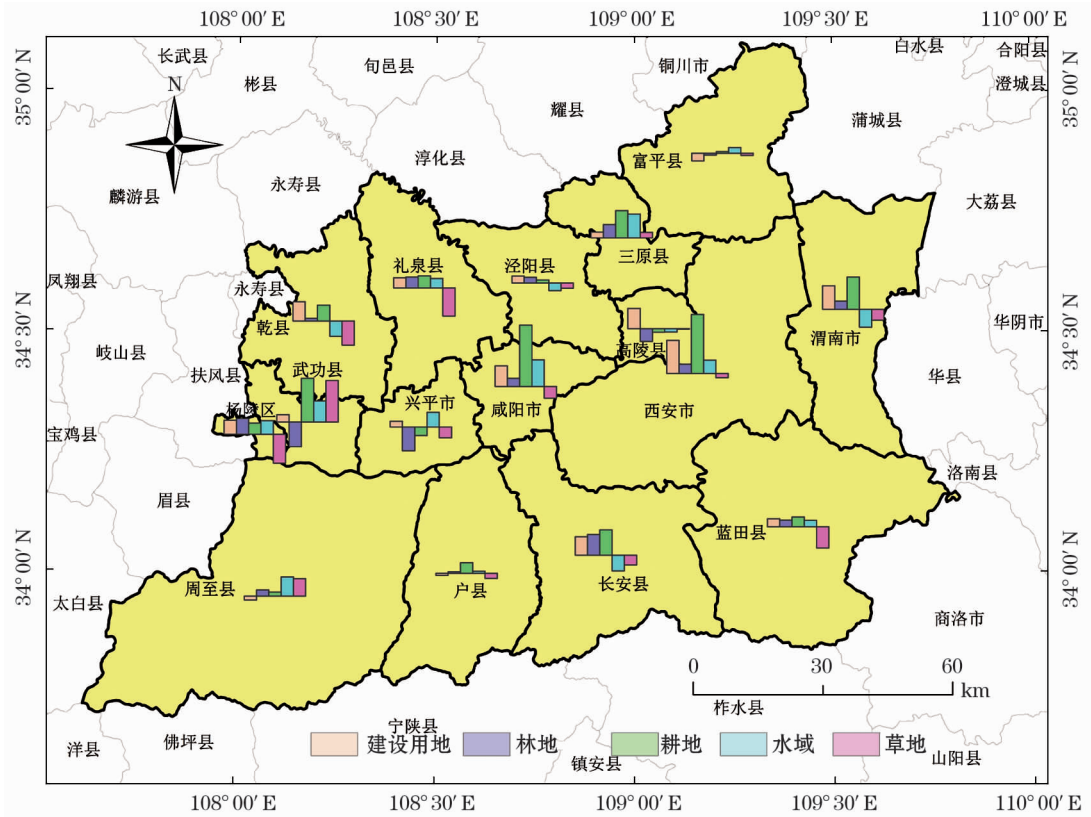 108°00′ E 108°30′ E 109°00′ E 109°30′ E 110°00′ E
长武县 旬邑县 铜川市 白水县 合阳县
N 彬县 澄城县
35°00′ N 35°00′ N
耀县 蒲城县
淳化县 富平县
麟游县 永寿县 大荔县
三原县
礼泉县 泾阳县
凤翔县 永寿县
34°30′ N 34°30′ N
乾县 华阴市
岐山县 高陵县 渭南市
扶风县 武功县 华县
杨陵区 兴平市 咸阳市 西安市
宝鸡县
洛南县
眉县
蓝田县
34°00′ N 34°00′ N
周至县 户县 长安县
太白县 商洛市
0 30 60
km
柞水县
洋县 佛坪县 宁陕县
建设用地 林地 耕地 水域 草地
镇安县 山阳县
108°00′ E 108°30′ E 109°00′ E 109°30′ E 110°00′ E